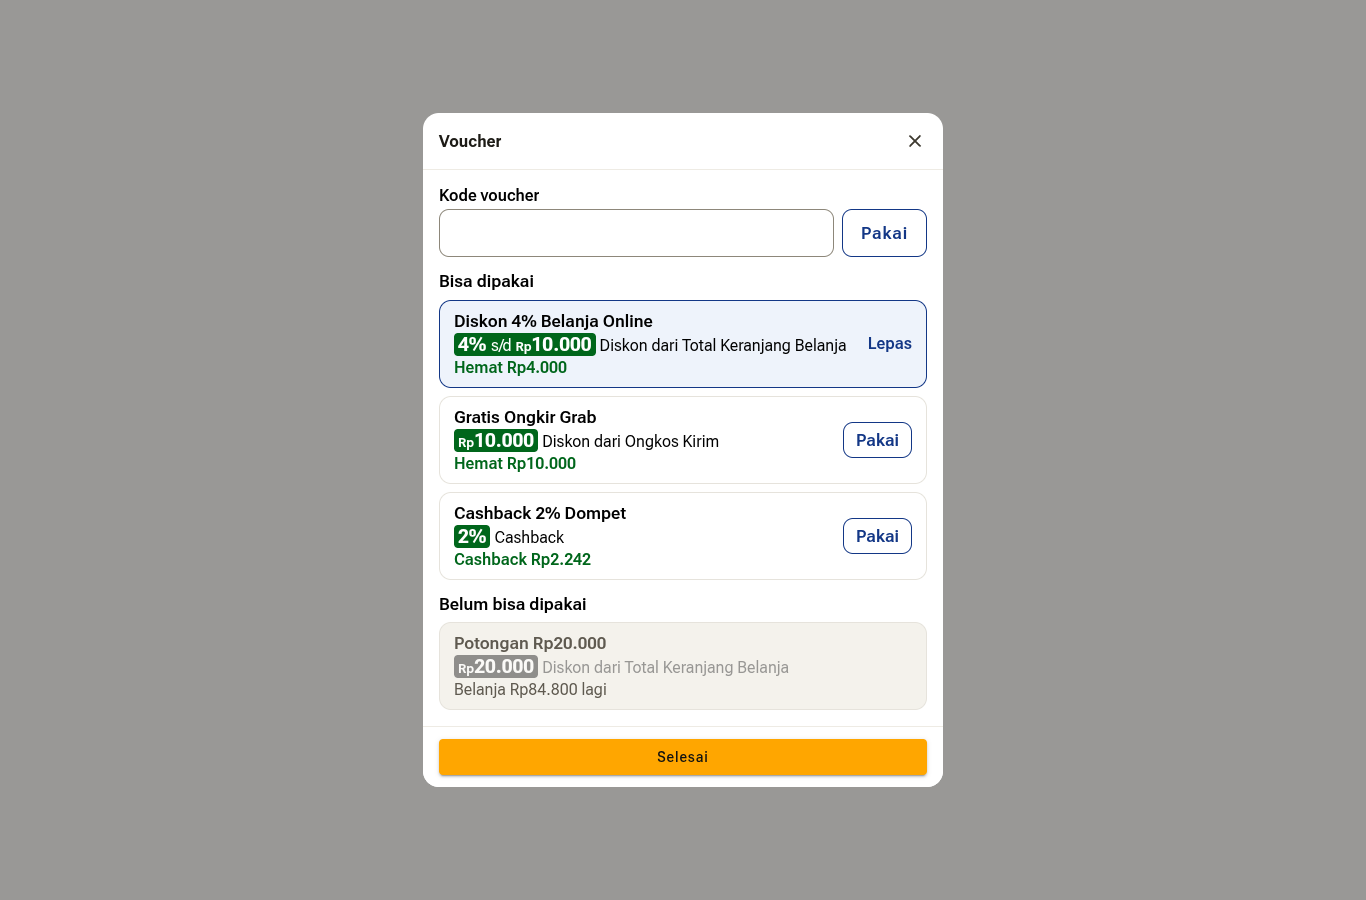 Voucher
Kode voucher
Pakai
Bisa dipakai
Diskon 4% Belanja Online
4% s/d Rp10.000 Diskon dari Total Keranjang Belanja
Hemat Rp4.000
Lepas
Gratis Ongkir Grab
Rp10.000 Diskon dari Ongkos Kirim
Hemat Rp10.000
Pakai
Cashback 2% Dompet
2% Cashback
Cashback Rp2.242
Pakai
Belum bisa dipakai
Potongan Rp20.000
Rp20.000 Diskon dari Total Keranjang Belanja
Belanja Rp84.800 lagi
Selesai